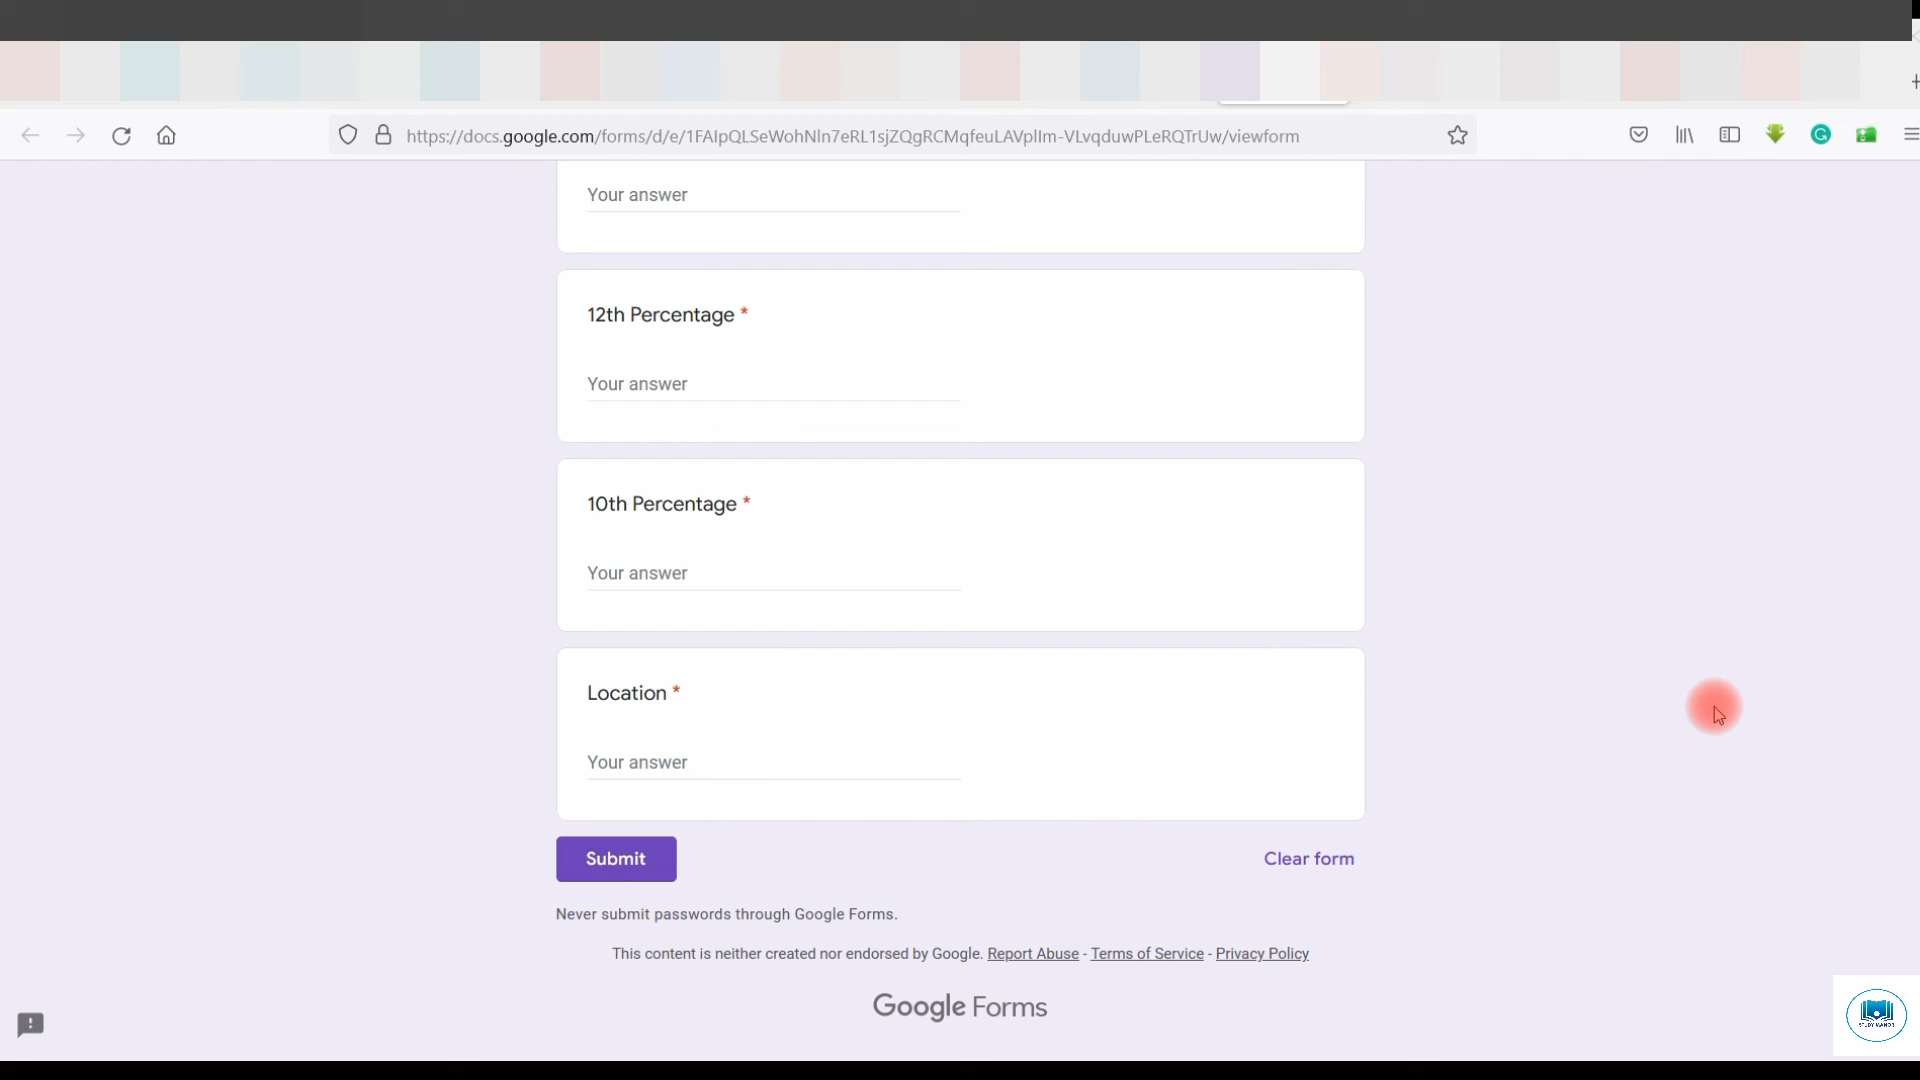 https://docs.google.com/forms/d/e/1FAIpQLSeWohNln7eRL1sjZQgRCMqfeuLAVplIm-VLvqduwPLeRQTrUw/viewform
Your answer
12th Percentage *
Your answer
10th Percentage *
Your answer
Location *
Your answer
Submit
Clear form
Never submit passwords through Google Forms.
This content is neither created nor endorsed by Google. Report Abuse - Terms of Service - Privacy Policy
Google Forms
STUDY MANOR